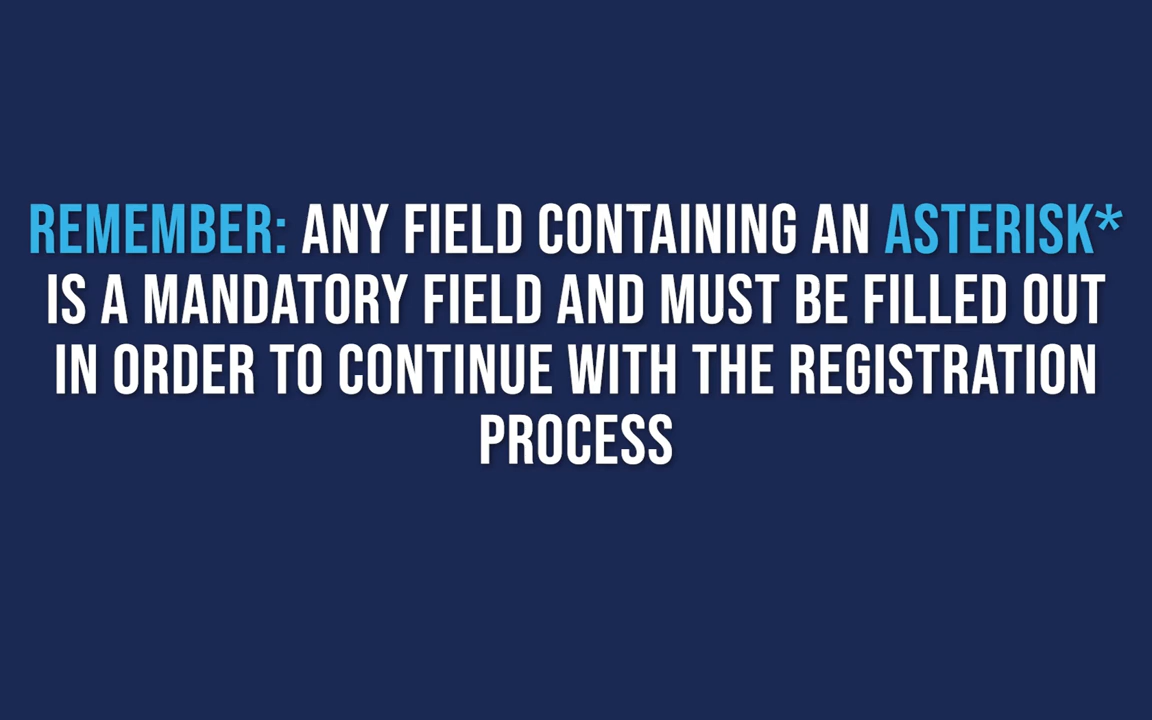 REMEMBER: ANY FIELD CONTAINING AN ASTERISK*
IS A MANDATORY FIELD AND MUST BE FILLED OUT
IN ORDER TO CONTINUE WITH THE REGISTRATION
PROCESS